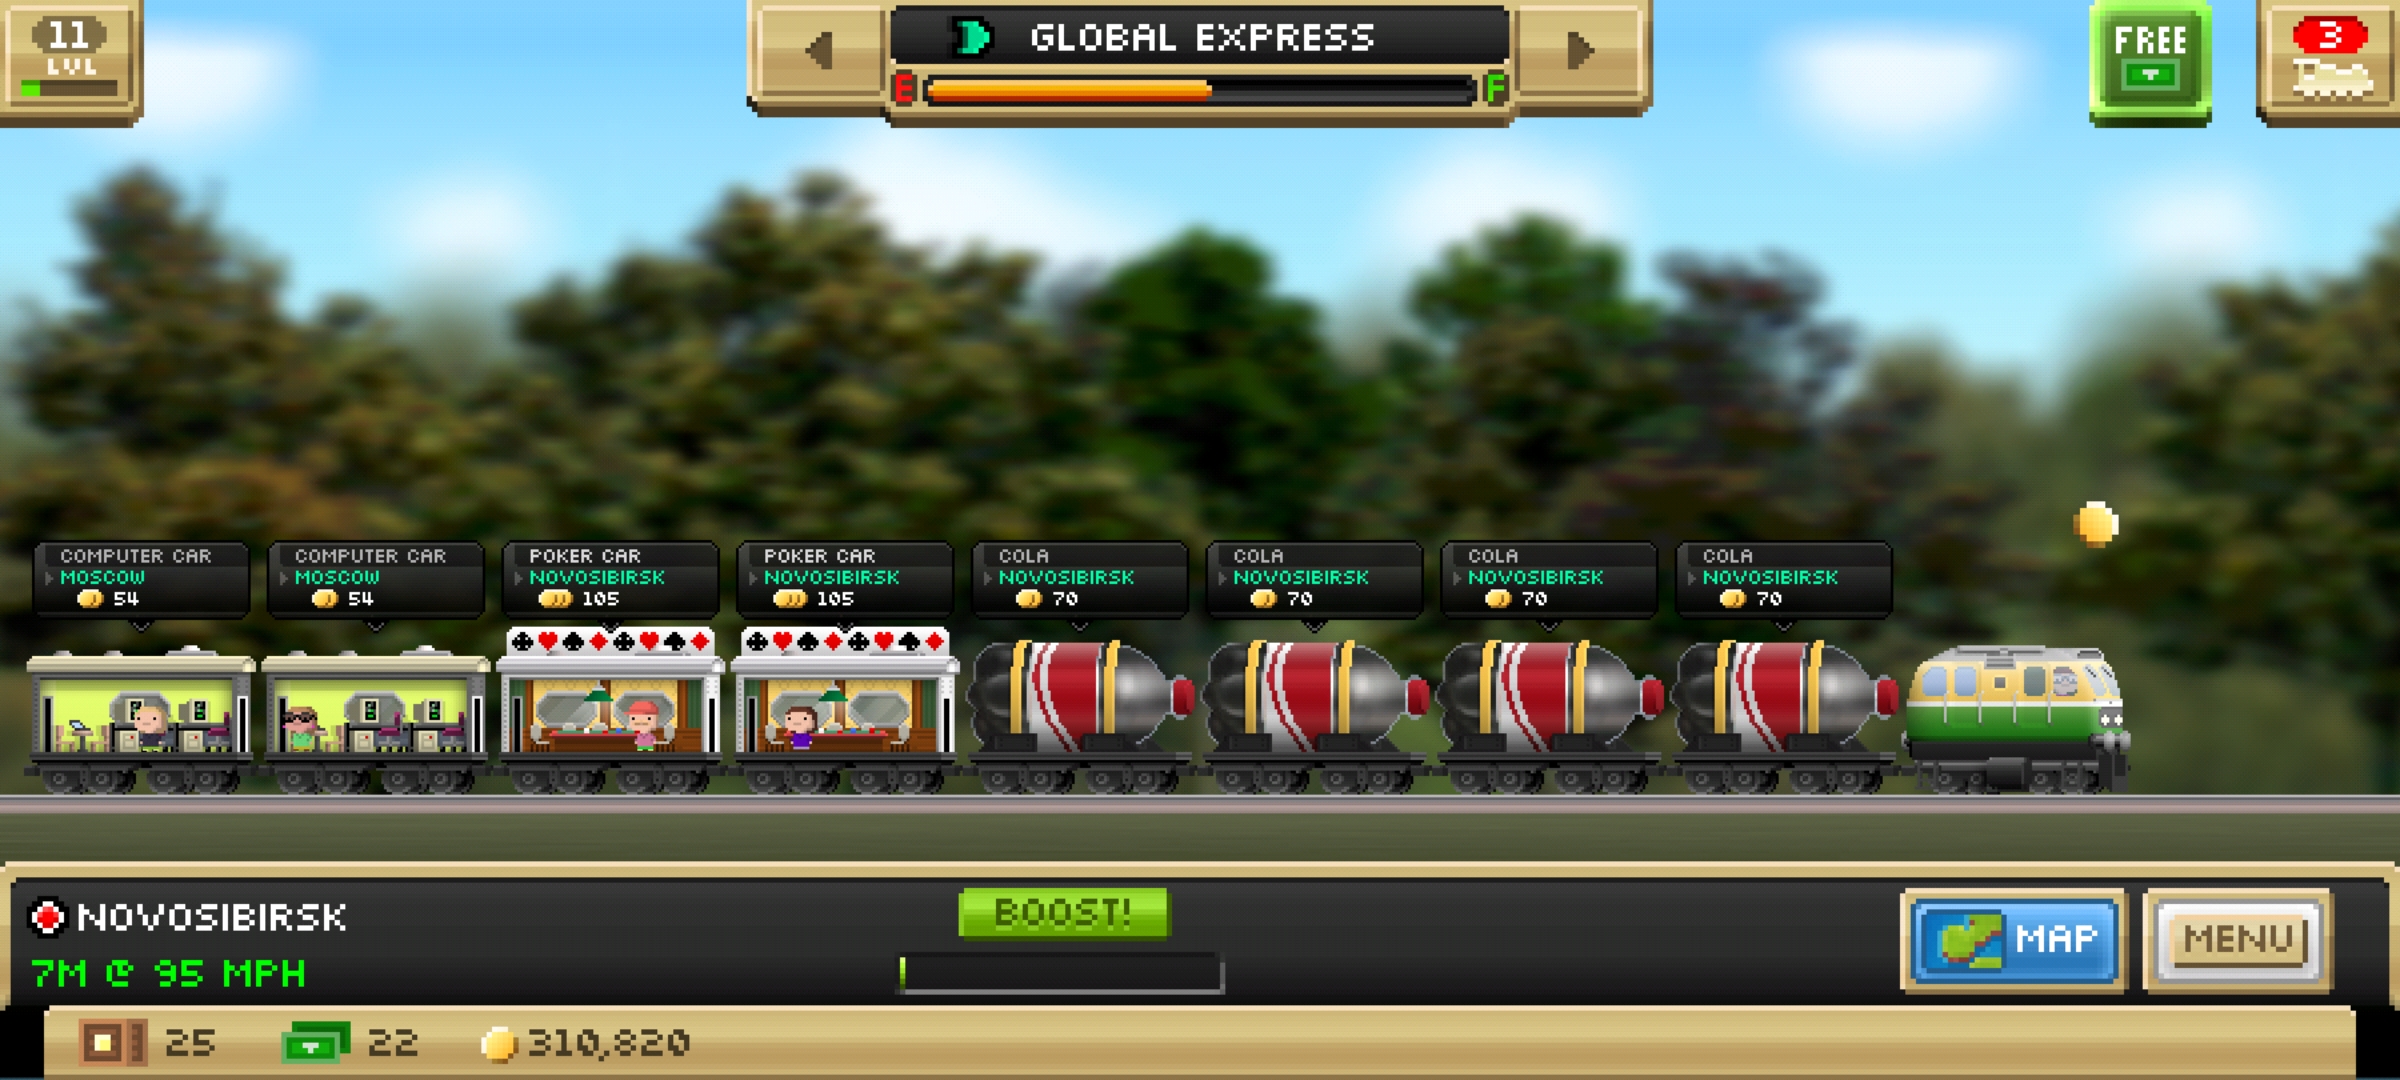 11
LVL
GLOBAL EXPRESS
E F
FREE
3
COMPUTER CAR
MOSCOW
54
COMPUTER CAR
MOSCOW
54
POKER CAR
NOVOSIBIRSK
105
POKER CAR
NOVOSIBIRSK
105
COLA
NOVOSIBIRSK
70
COLA
NOVOSIBIRSK
70
COLA
NOVOSIBIRSK
70
COLA
NOVOSIBIRSK
70
NOVOSIBIRSK
7M @ 95 MPH
BOOST!
MAP
MENU
25
22
310,820